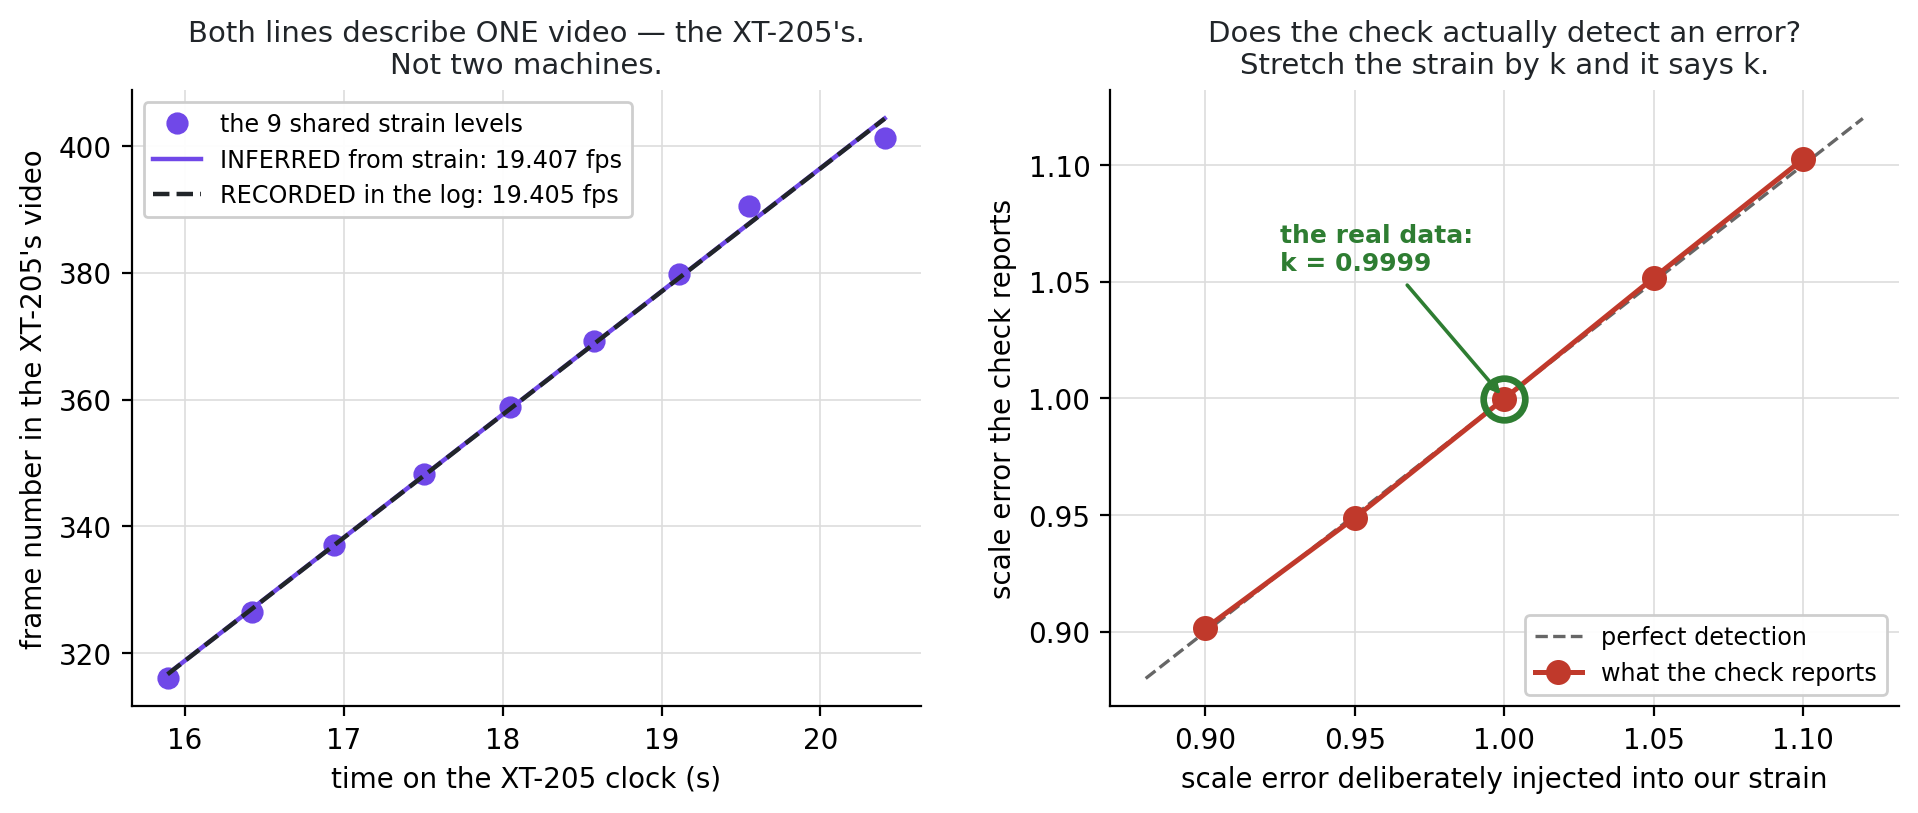 Both lines describe ONE video — the XT-205's.
Not two machines.
the 9 shared strain levels
INFERRED from strain: 19.407 fps
RECORDED in the log: 19.405 fps
frame number in the XT-205's video
400
380
360
340
320
16
17
18
19
20
time on the XT-205 clock (s)
Does the check actually detect an error?
Stretch the strain by k and it says k.
scale error the check reports
1.10
1.05
1.00
0.95
0.90
the real data:
k = 0.9999
perfect detection
what the check reports
0.90
0.95
1.00
1.05
1.10
scale error deliberately injected into our strain